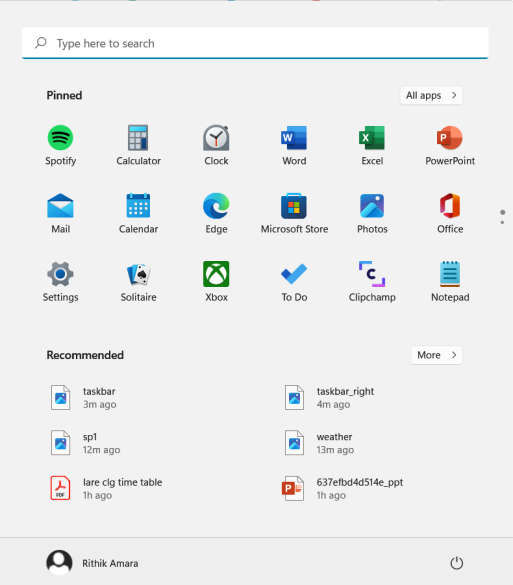 Type here to search
Pinned
All apps
Spotify
Calculator
Clock
Word
Excel
PowerPoint
Mail
Calendar
Edge
Microsoft Store
Photos
Office
Settings
Solitaire
Xbox
To Do
Clipchamp
Notepad
Recommended
More
taskbar
3m ago
taskbar_right
4m ago
sp1
12m ago
weather
13m ago
PDF
lare clg time table
1h ago
637efbd4d514e_ppt
1h ago
Rithik Amara